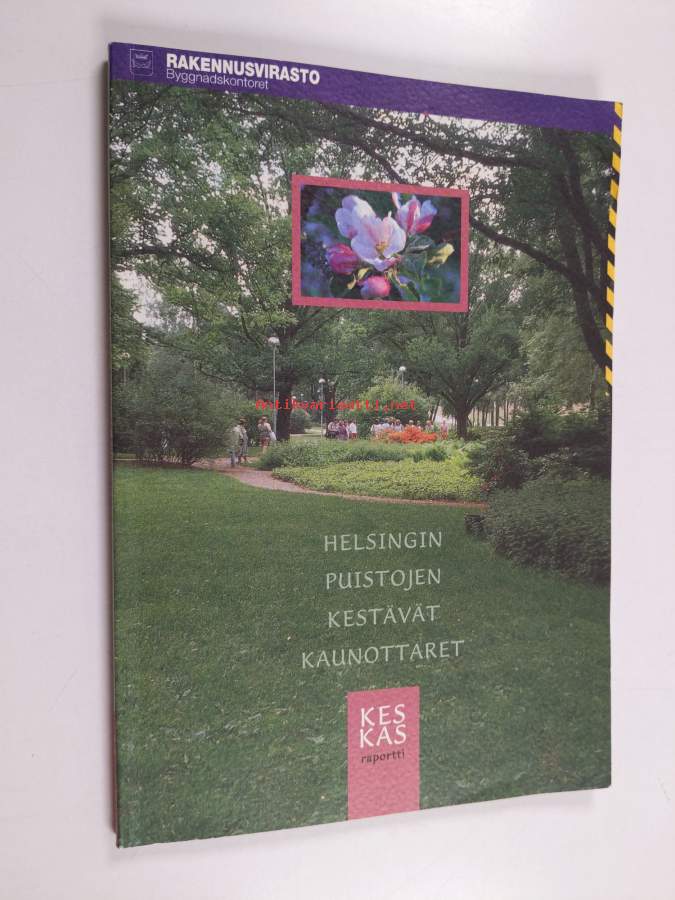 RAKENNUSVIRASTO
Byggnadskontoret
Antikvariaatti.net
HELSINGIN
PUISTOJEN
KESTÄVÄT
KAUNOTTARET
KES
KAS
raportti